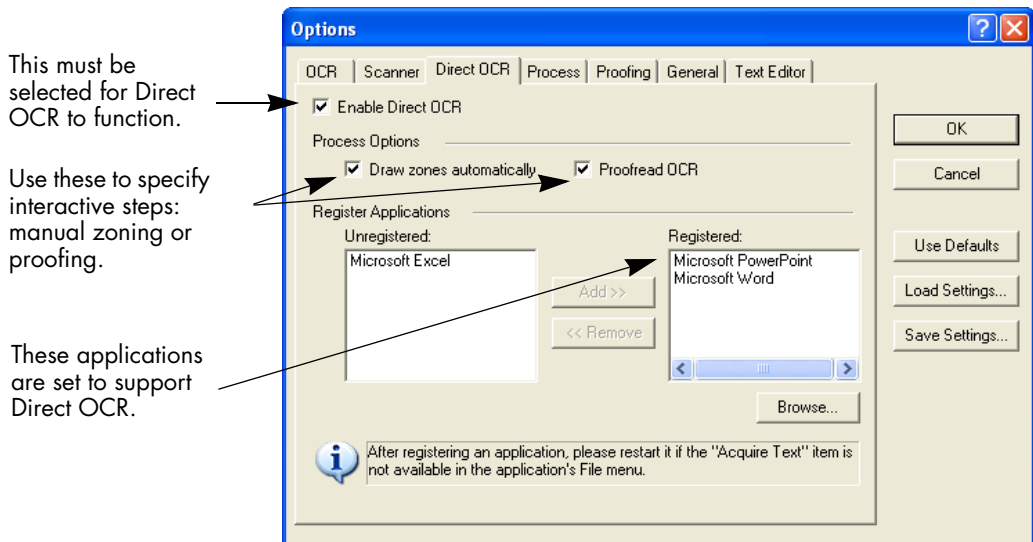 Options
This must be
selected for Direct
OCR to function.
Use these to specify
interactive steps:
manual zoning or
proofing.
These applications
are set to support
Direct OCR.
OCR Scanner Direct OCR Process Proofing General Text Editor
Enable Direct OCR
Process Options
Draw zones automatically Proofread OCR
Register Applications
Unregistered:
Microsoft Excel
Add >>
<< Remove
Registered:
Microsoft PowerPoint
Microsoft Word
Browse...
After registering an application, please restart it if the "Acquire Text" item is
not available in the application's File menu.
OK
Cancel
Use Defaults
Load Settings...
Save Settings...